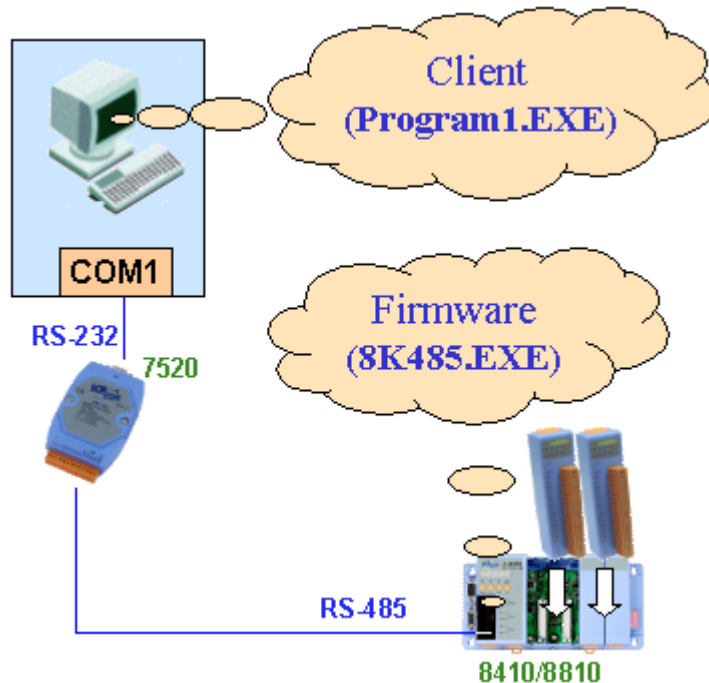 Client
(Program1.EXE)
COM1
RS-232
7520
Firmware
(8K485.EXE)
RS-485
8410/8810